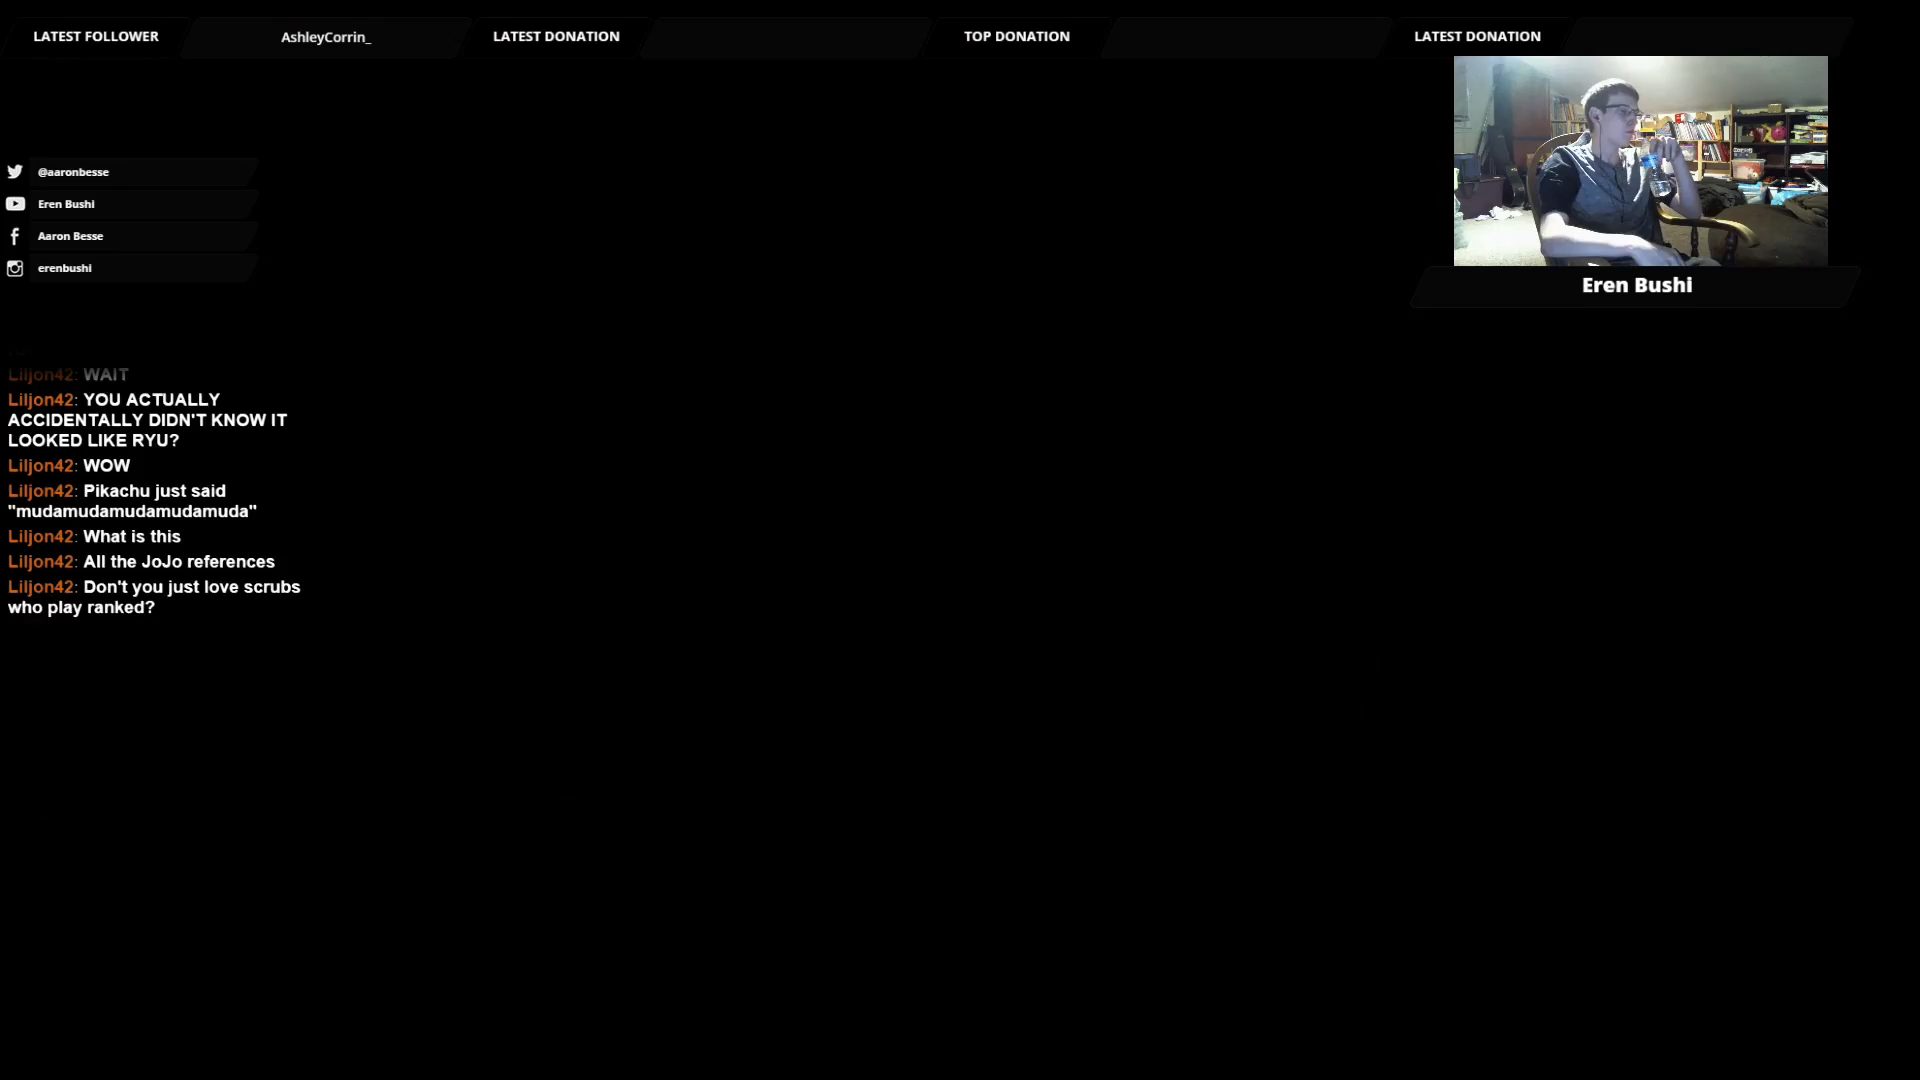 LATEST FOLLOWER
AshleyCorrin_
LATEST DONATION
TOP DONATION
LATEST DONATION
@aaronbesse
Eren Bushi
Aaron Besse
erenbushi
Eren Bushi
Liljon42: WAIT
Liljon42: YOU ACTUALLY
ACCIDENTALLY DIDN'T KNOW IT
LOOKED LIKE RYU?
Liljon42: WOW
Liljon42: Pikachu just said
"mudamudamudamudamuda"
Liljon42: What is this
Liljon42: All the JoJo references
Liljon42: Don't you just love scrubs
who play ranked?